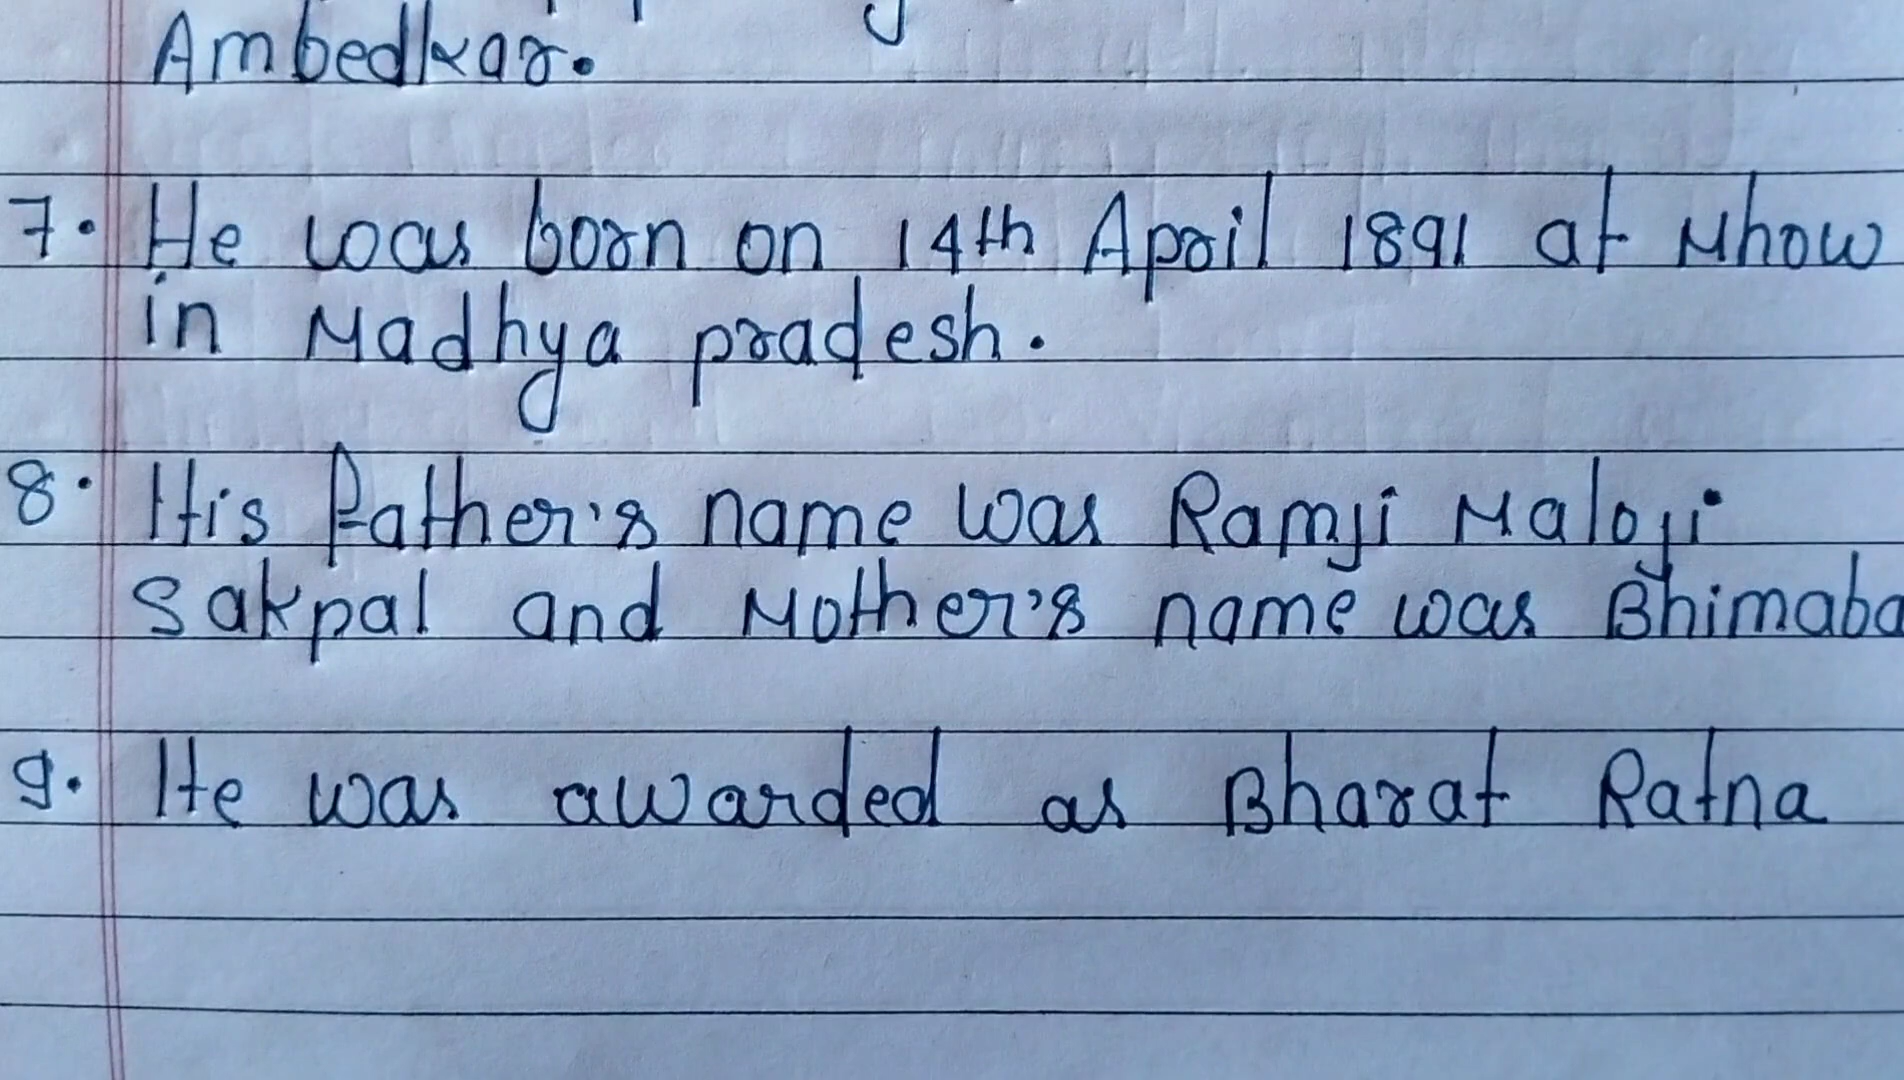 Ambedkar.
7. He was born on 14th April 1891 at Mhow
in Madhya pradesh.
8. His Father's name was Ramji Maloji
Sakpal and Mother's name was Bhimaba
9. He was awarded as Bharat Ratna